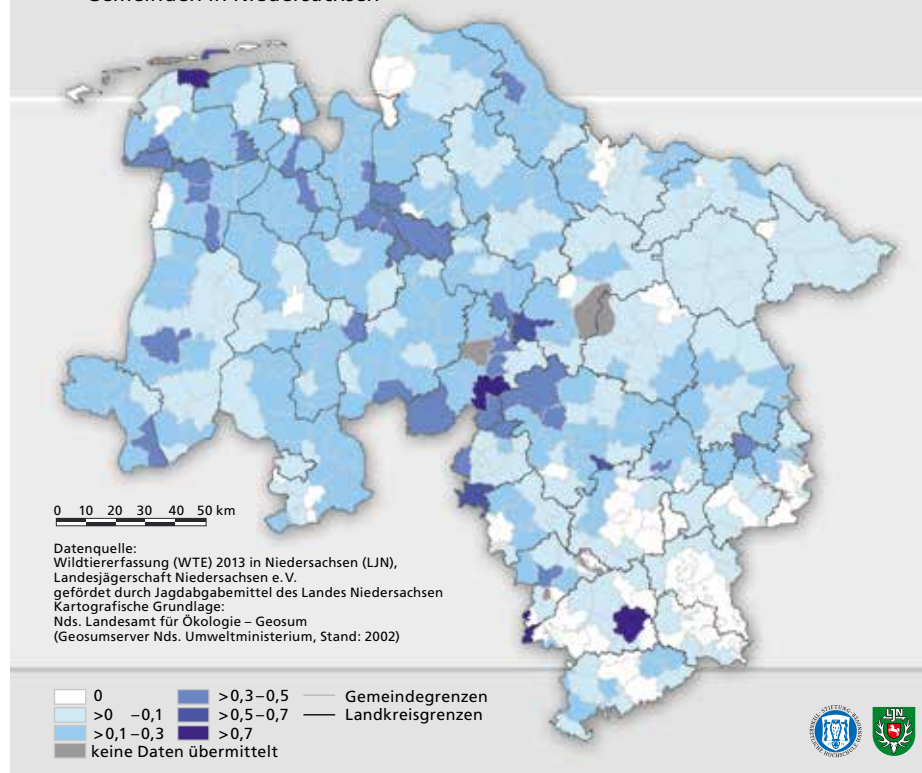 Gemeinden in Niedersachsen
0 10 20 30 40 50 km
Datenquelle:
Wildtiererfassung (WTE) 2013 in Niedersachsen (LJN),
Landesjägerschaft Niedersachsen e.V.
gefördet durch Jagdabgabemittel des Landes Niedersachsen
Kartografische Grundlage:
Nds. Landesamt für Ökologie – Geosum
(Geosumserver Nds. Umweltministerium, Stand: 2002)
0 >0,3–0,5 Gemeindegrenzen
>0 –0,1 >0,5–0,7 Landkreisgrenzen
>0,1–0,3 >0,7
keine Daten übermittelt
LJN